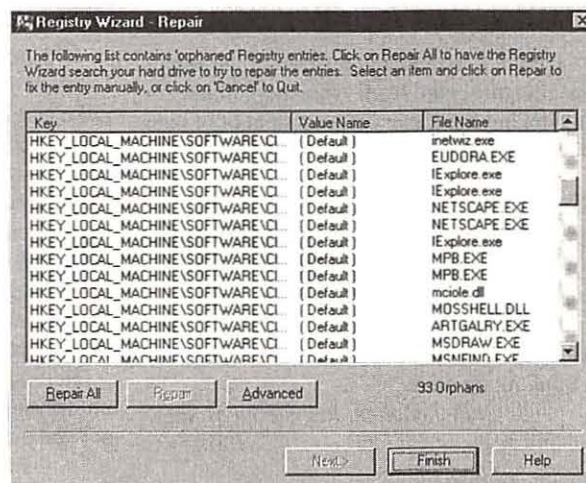 Registry Wizard - Repair
The following list contains 'orphaned' Registry entries. Click on Repair All to have the Registry
Wizard search your hard drive to try to repair the entries. Select an item and click on Repair to
fix the entry manually, or click on 'Cancel' to Quit.
Key Value Name File Name
HKEY_LOCAL_MACHINE\SOFTWARE\Cl... (Default) inetwiz.exe
HKEY_LOCAL_MACHINE\SOFTWARE\Cl... (Default) EUDORA.EXE
HKEY_LOCAL_MACHINE\SOFTWARE\Cl... (Default) IExplore.exe
HKEY_LOCAL_MACHINE\SOFTWARE\Cl... (Default) IExplore.exe
HKEY_LOCAL_MACHINE\SOFTWARE\Cl... (Default) NETSCAPE.EXE
HKEY_LOCAL_MACHINE\SOFTWARE\Cl... (Default) NETSCAPE.EXE
HKEY_LOCAL_MACHINE\SOFTWARE\Cl... (Default) IExplore.exe
HKEY_LOCAL_MACHINE\SOFTWARE\Cl... (Default) MPB.EXE
HKEY_LOCAL_MACHINE\SOFTWARE\Cl... (Default) MPB.EXE
HKEY_LOCAL_MACHINE\SOFTWARE\Cl... (Default) mciole.dll
HKEY_LOCAL_MACHINE\SOFTWARE\Cl... (Default) MOSSHELL.DLL
HKEY_LOCAL_MACHINE\SOFTWARE\Cl... (Default) ARTGALRY.EXE
HKEY_LOCAL_MACHINE\SOFTWARE\Cl... (Default) MSDRAW.EXE
HKEY_LOCAL_MACHINE\SOFTWARE\Cl... (Default) MSNFIND.EXE
Repair All Repair Advanced 93 Orphans
Next > Finish Help